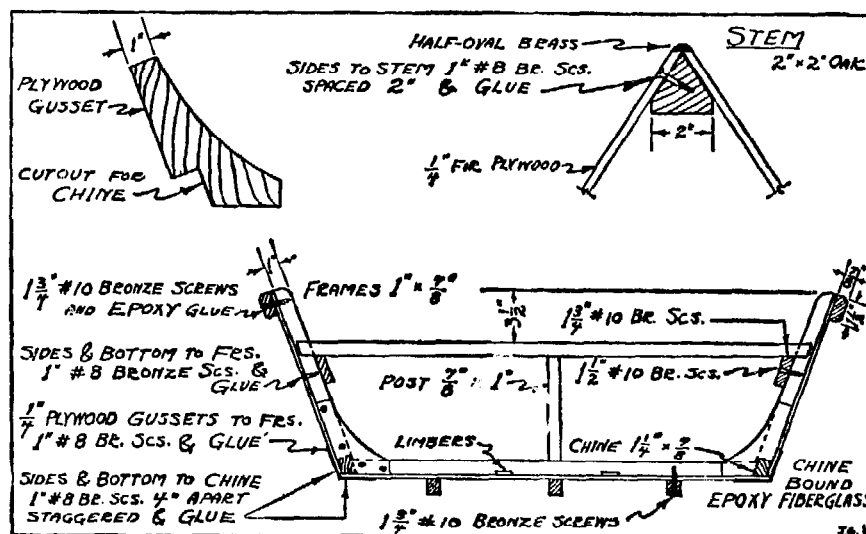 1"
PLYWOOD
GUSSET
CUTOUT FOR
CHINE
HALF-OVAL BRASS
STEM
2" × 2" OAK
SIDES TO STEM 1" #8 BR. SCS.
SPACED 2" & GLUE
2"
1/4" FIR PLYWOOD
1"
1 3/4" #10 BRONZE SCREWS
AND EPOXY GLUE
FRAMES 1" × 7/8"
3 1/2"
1 3/4" #10 BR. SCS.
SIDES & BOTTOM TO FRS.
1" #8 BRONZE SCS. &
GLUE
POST 7/8" × 1"
1 1/2" #10 BR. SCS.
1/4" PLYWOOD GUSSETS TO FRS.
1" #8 BR. SCS. & GLUE
LIMBERS
CHINE 1 1/4" × 7/8
SIDES & BOTTOM TO CHINE
1" #8 BR. SCS. 4" APART
STAGGERED & GLUE
1 3/4" #10 BRONZE SCREWS
CHINE
BOUND
EPOXY FIBERGLASS